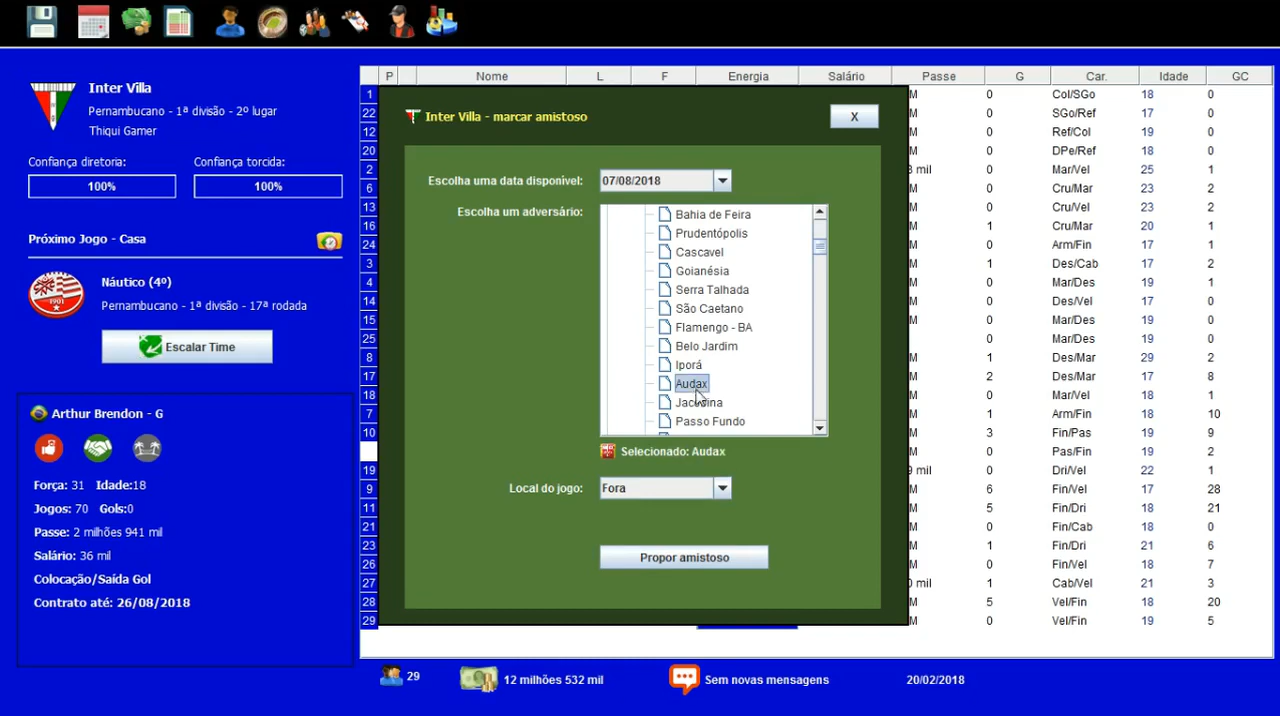 Inter Villa
Pernambucano - 1ª divisão - 2º lugar
Thiqui Gamer
Confiança diretoria: Confiança torcida:
100% 100%
Próximo Jogo - Casa
1901
Náutico (4º)
Pernambucano - 1ª divisão - 17ª rodada
Escalar Time
Arthur Brendon - G
Força: 31 Idade:18
Jogos: 70 Gols:0
Passe: 2 milhões 941 mil
Salário: 36 mil
Colocação/Saída Gol
Contrato até: 26/08/2018
P Nome L F Energia Salário Passe G Car. Idade GC
1 M 0 Col/SGo 18 0
22 M 0 SGo/Ref 17 0
12 M 0 Ref/Col 19 0
20 M 0 DPe/Ref 18 0
2 3 mil 0 Mar/Vel 25 1
6 M 0 Cru/Mar 23 2
13 M 0 Cru/Vel 23 2
16 M 1 Cru/Mar 20 1
24 M 0 Arm/Fin 17 1
3 M 1 Des/Cab 17 2
4 M 0 Mar/Des 19 1
14 M 0 Des/Vel 17 0
15 M 0 Mar/Des 19 0
25 0 Mar/Des 19 0
8 M 1 Des/Mar 29 2
17 M 2 Des/Mar 17 8
18 M 0 Mar/Vel 18 1
7 M 1 Arm/Fin 18 10
10 M 3 Fin/Pas 19 9
M 0 Pas/Fin 19 2
19 9 mil 0 Dri/Vel 22 1
9 M 6 Fin/Vel 17 28
11 M 5 Fin/Dri 18 21
21 M 0 Fin/Cab 18 0
23 M 1 Fin/Dri 21 6
26 M 0 Fin/Vel 18 7
27 0 mil 1 Cab/Vel 21 3
28 M 5 Vel/Fin 18 20
29 M 0 Vel/Fin 19 5
Inter Villa - marcar amistoso X
Escolha uma data disponível: 07/08/2018
Escolha um adversário:
Bahia de Feira
Prudentópolis
Cascavel
Goianésia
Serra Talhada
São Caetano
Flamengo - BA
Belo Jardim
Iporá
Audax
Passo Fundo
Selecionado: Audax
Local do jogo: Fora
Propor amistoso
29 12 milhões 532 mil Sem novas mensagens 20/02/2018